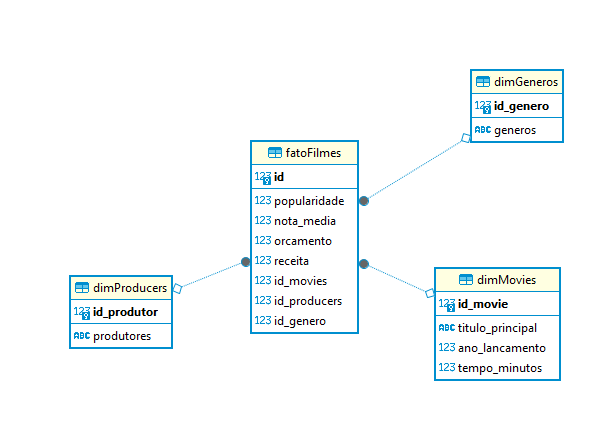 dimGeneros
123 id_genero
ABC generos
fatoFilmes
123 id
123 popularidade
123 nota_media
123 orcamento
123 receita
123 id_movies
123 id_producers
123 id_genero
dimProducers
123 id_produtor
ABC produtores
dimMovies
123 id_movie
ABC titulo_principal
123 ano_lancamento
123 tempo_minutos